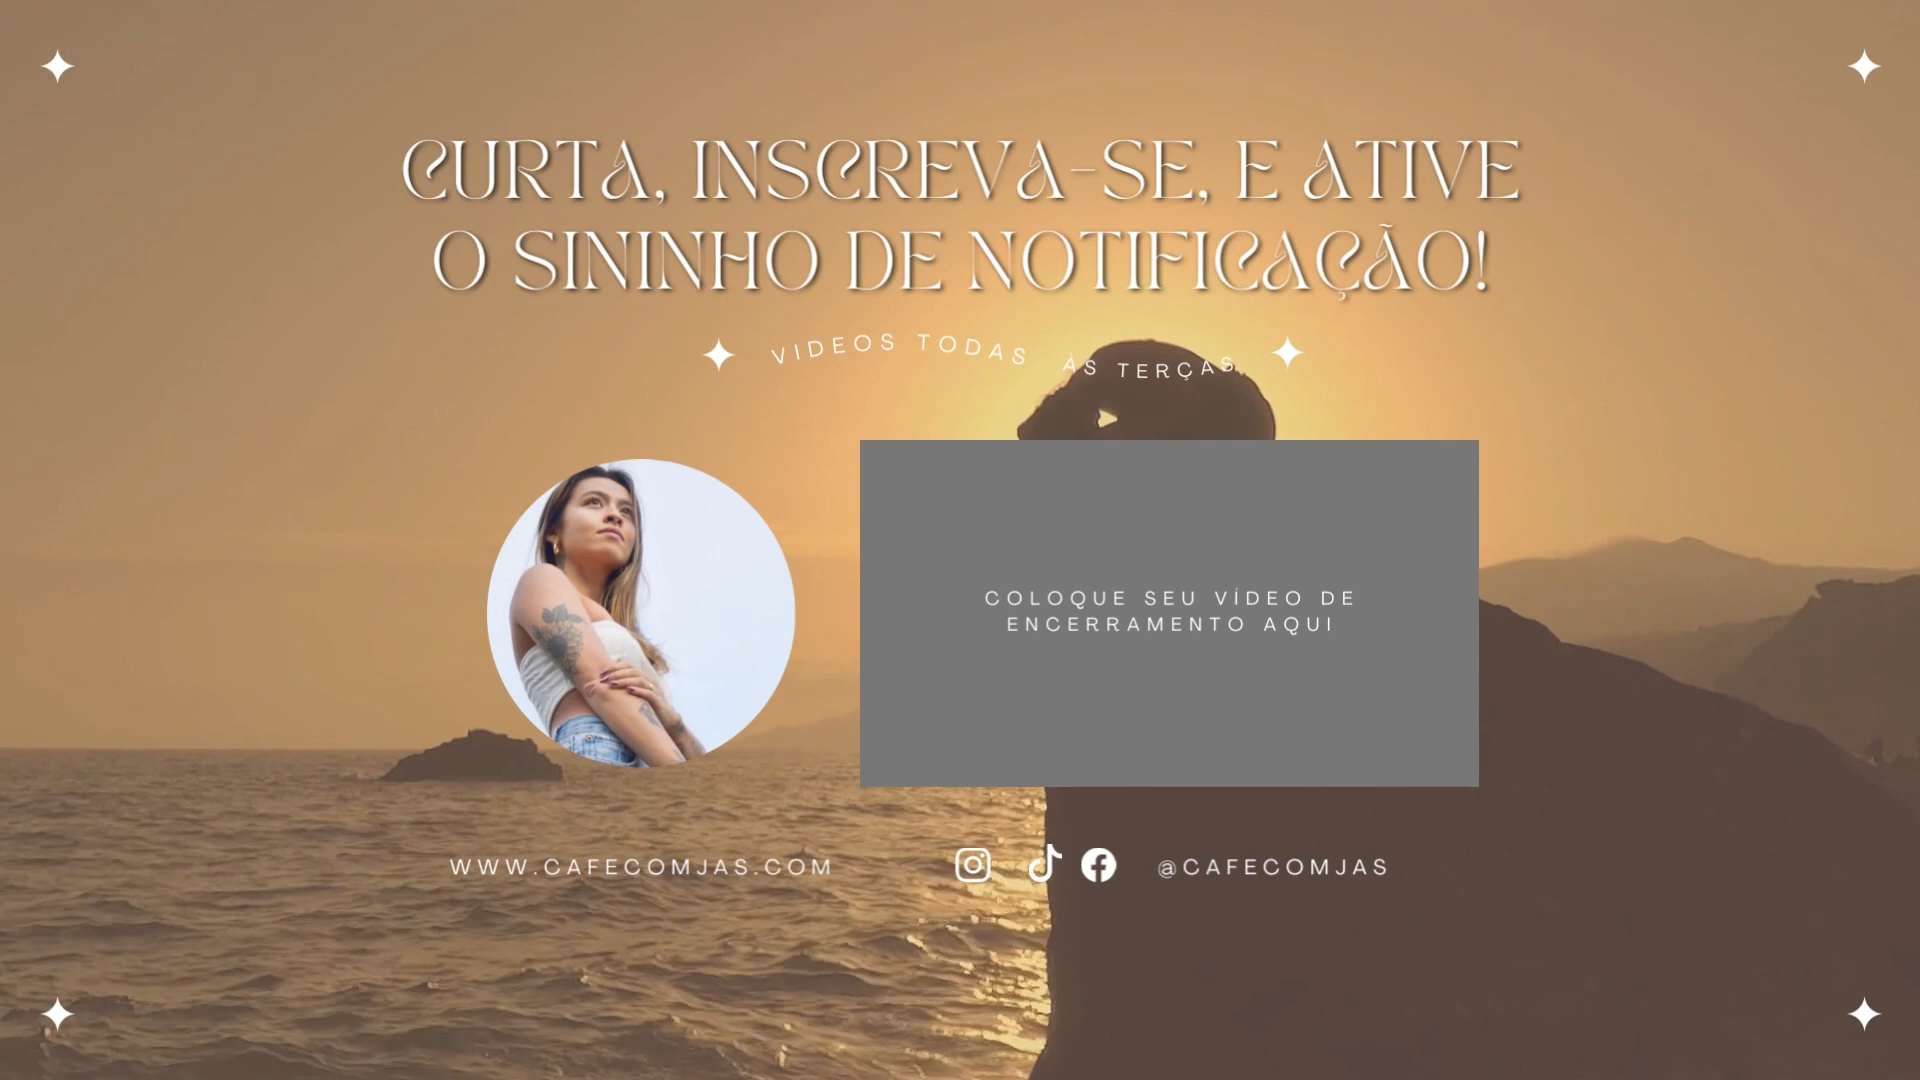 CURTA, INSCREVA-SE, E ATIVE
O SININHO DE NOTIFICAÇÃO!
VIDEOS TODAS ÀS TERÇAS
COLOQUE SEU VÍDEO DE
ENCERRAMENTO AQUI
WWW.CAFECOMJAS.COM
@CAFECOMJAS